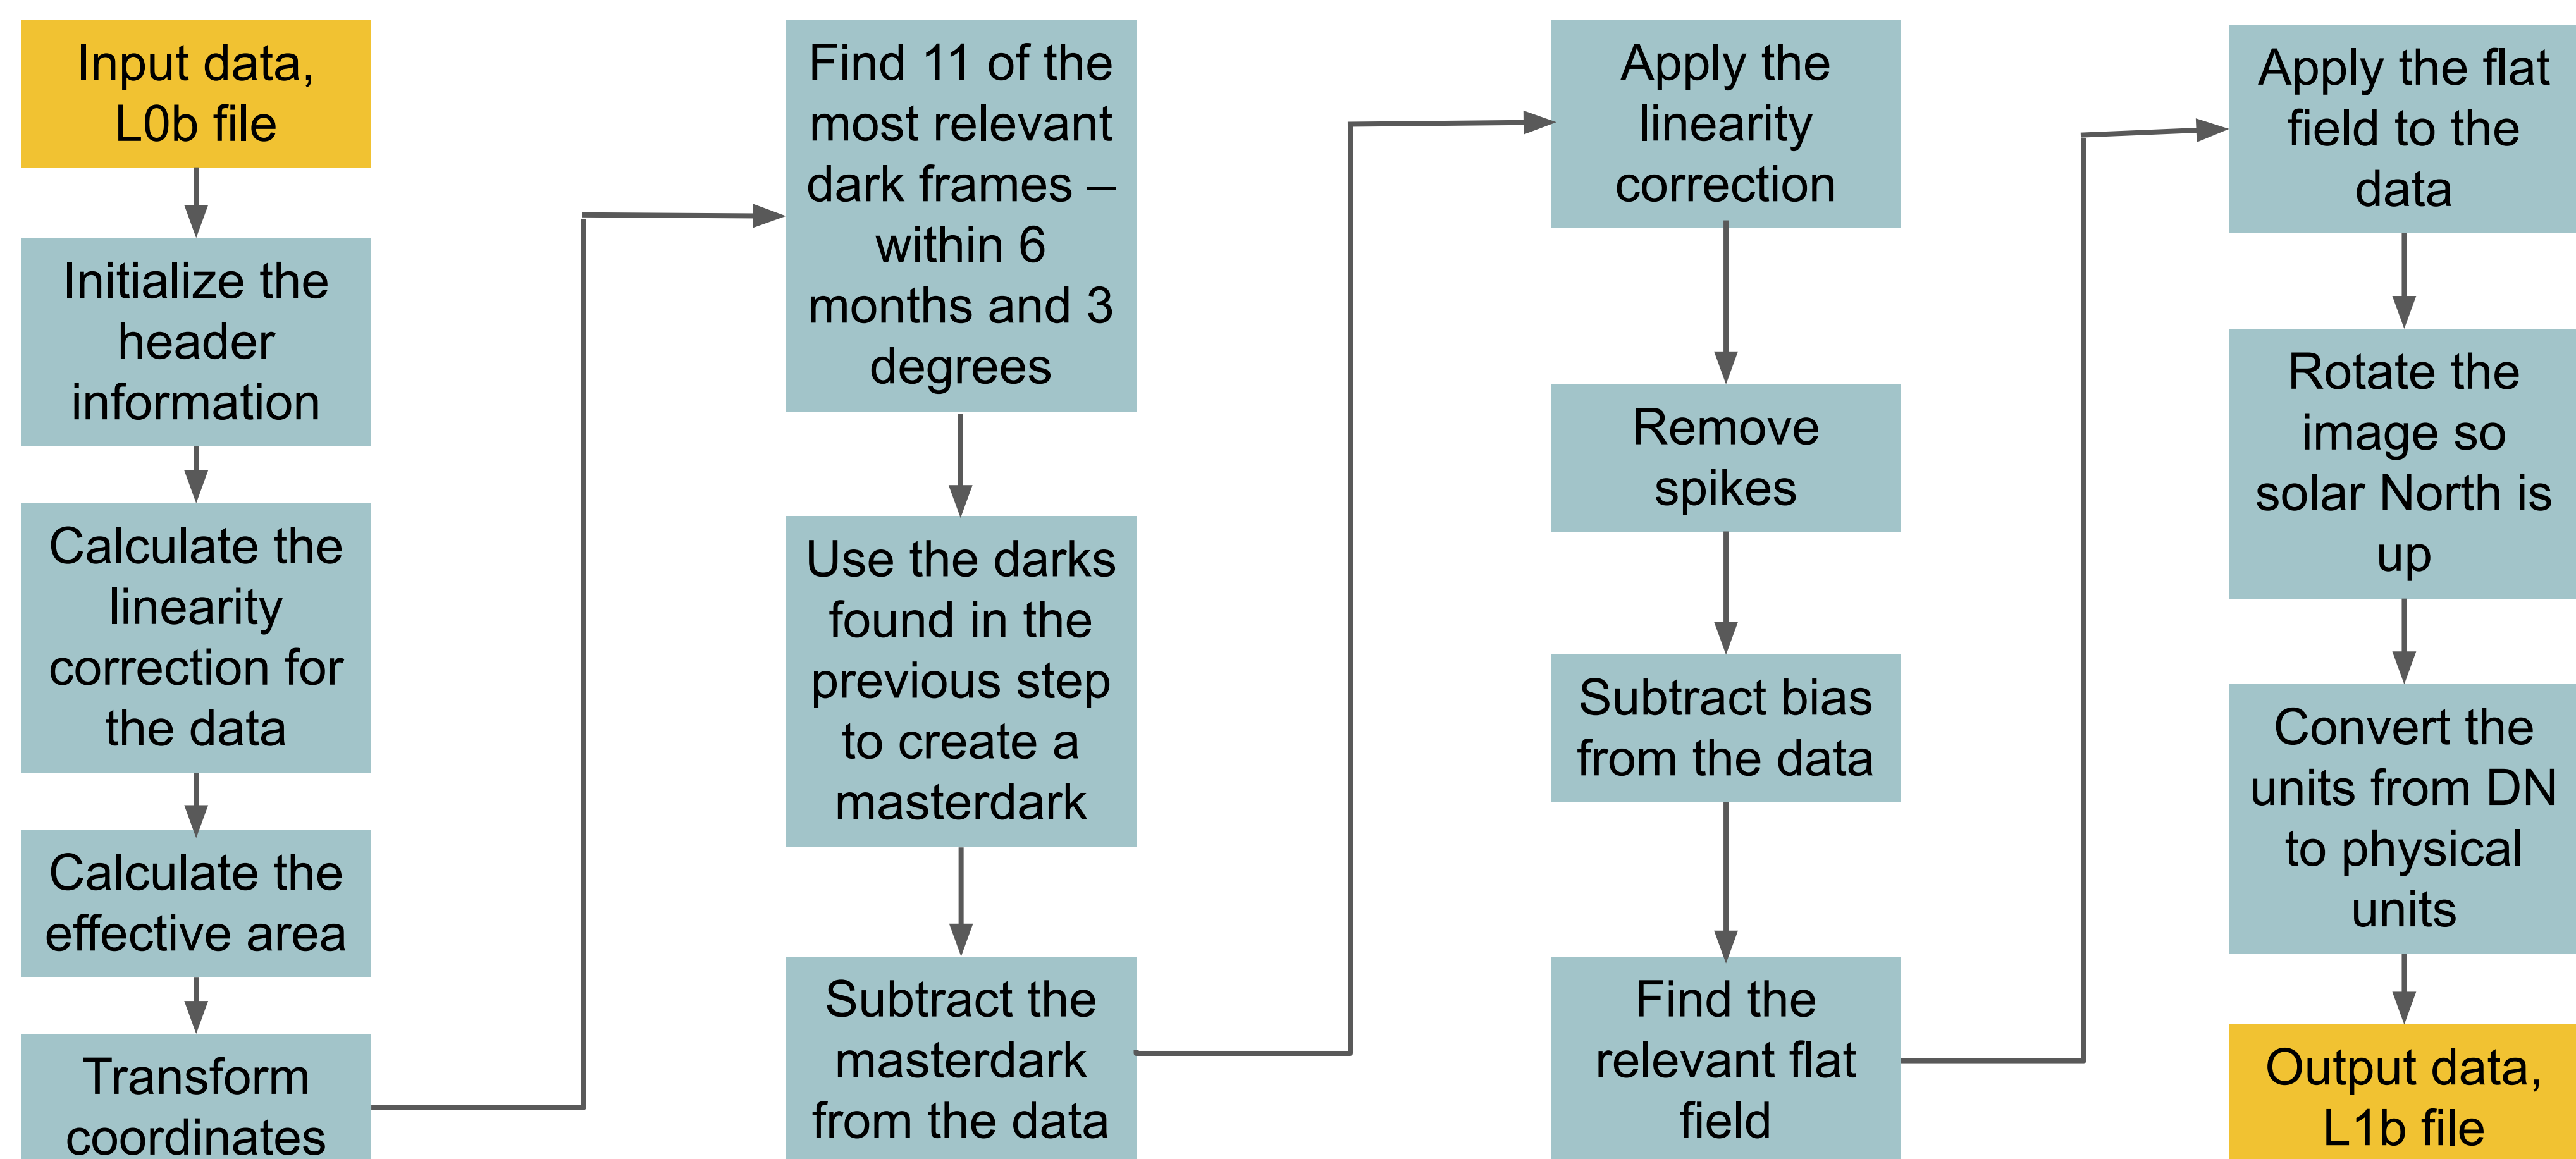 Input data,
L0b file
Initialize the
header
information
Calculate the
linearity
correction for
the data
Calculate the
effective area
Transform
coordinates
Find 11 of the
most relevant
dark frames –
within 6
months and 3
degrees
Use the darks
found in the
previous step
to create a
masterdark
Subtract the
masterdark
from the data
Apply the
linearity
correction
Remove
spikes
Subtract bias
from the data
Find the
relevant flat
field
Apply the flat
field to the
data
Rotate the
image so
solar North is
up
Convert the
units from DN
to physical
units
Output data,
L1b file